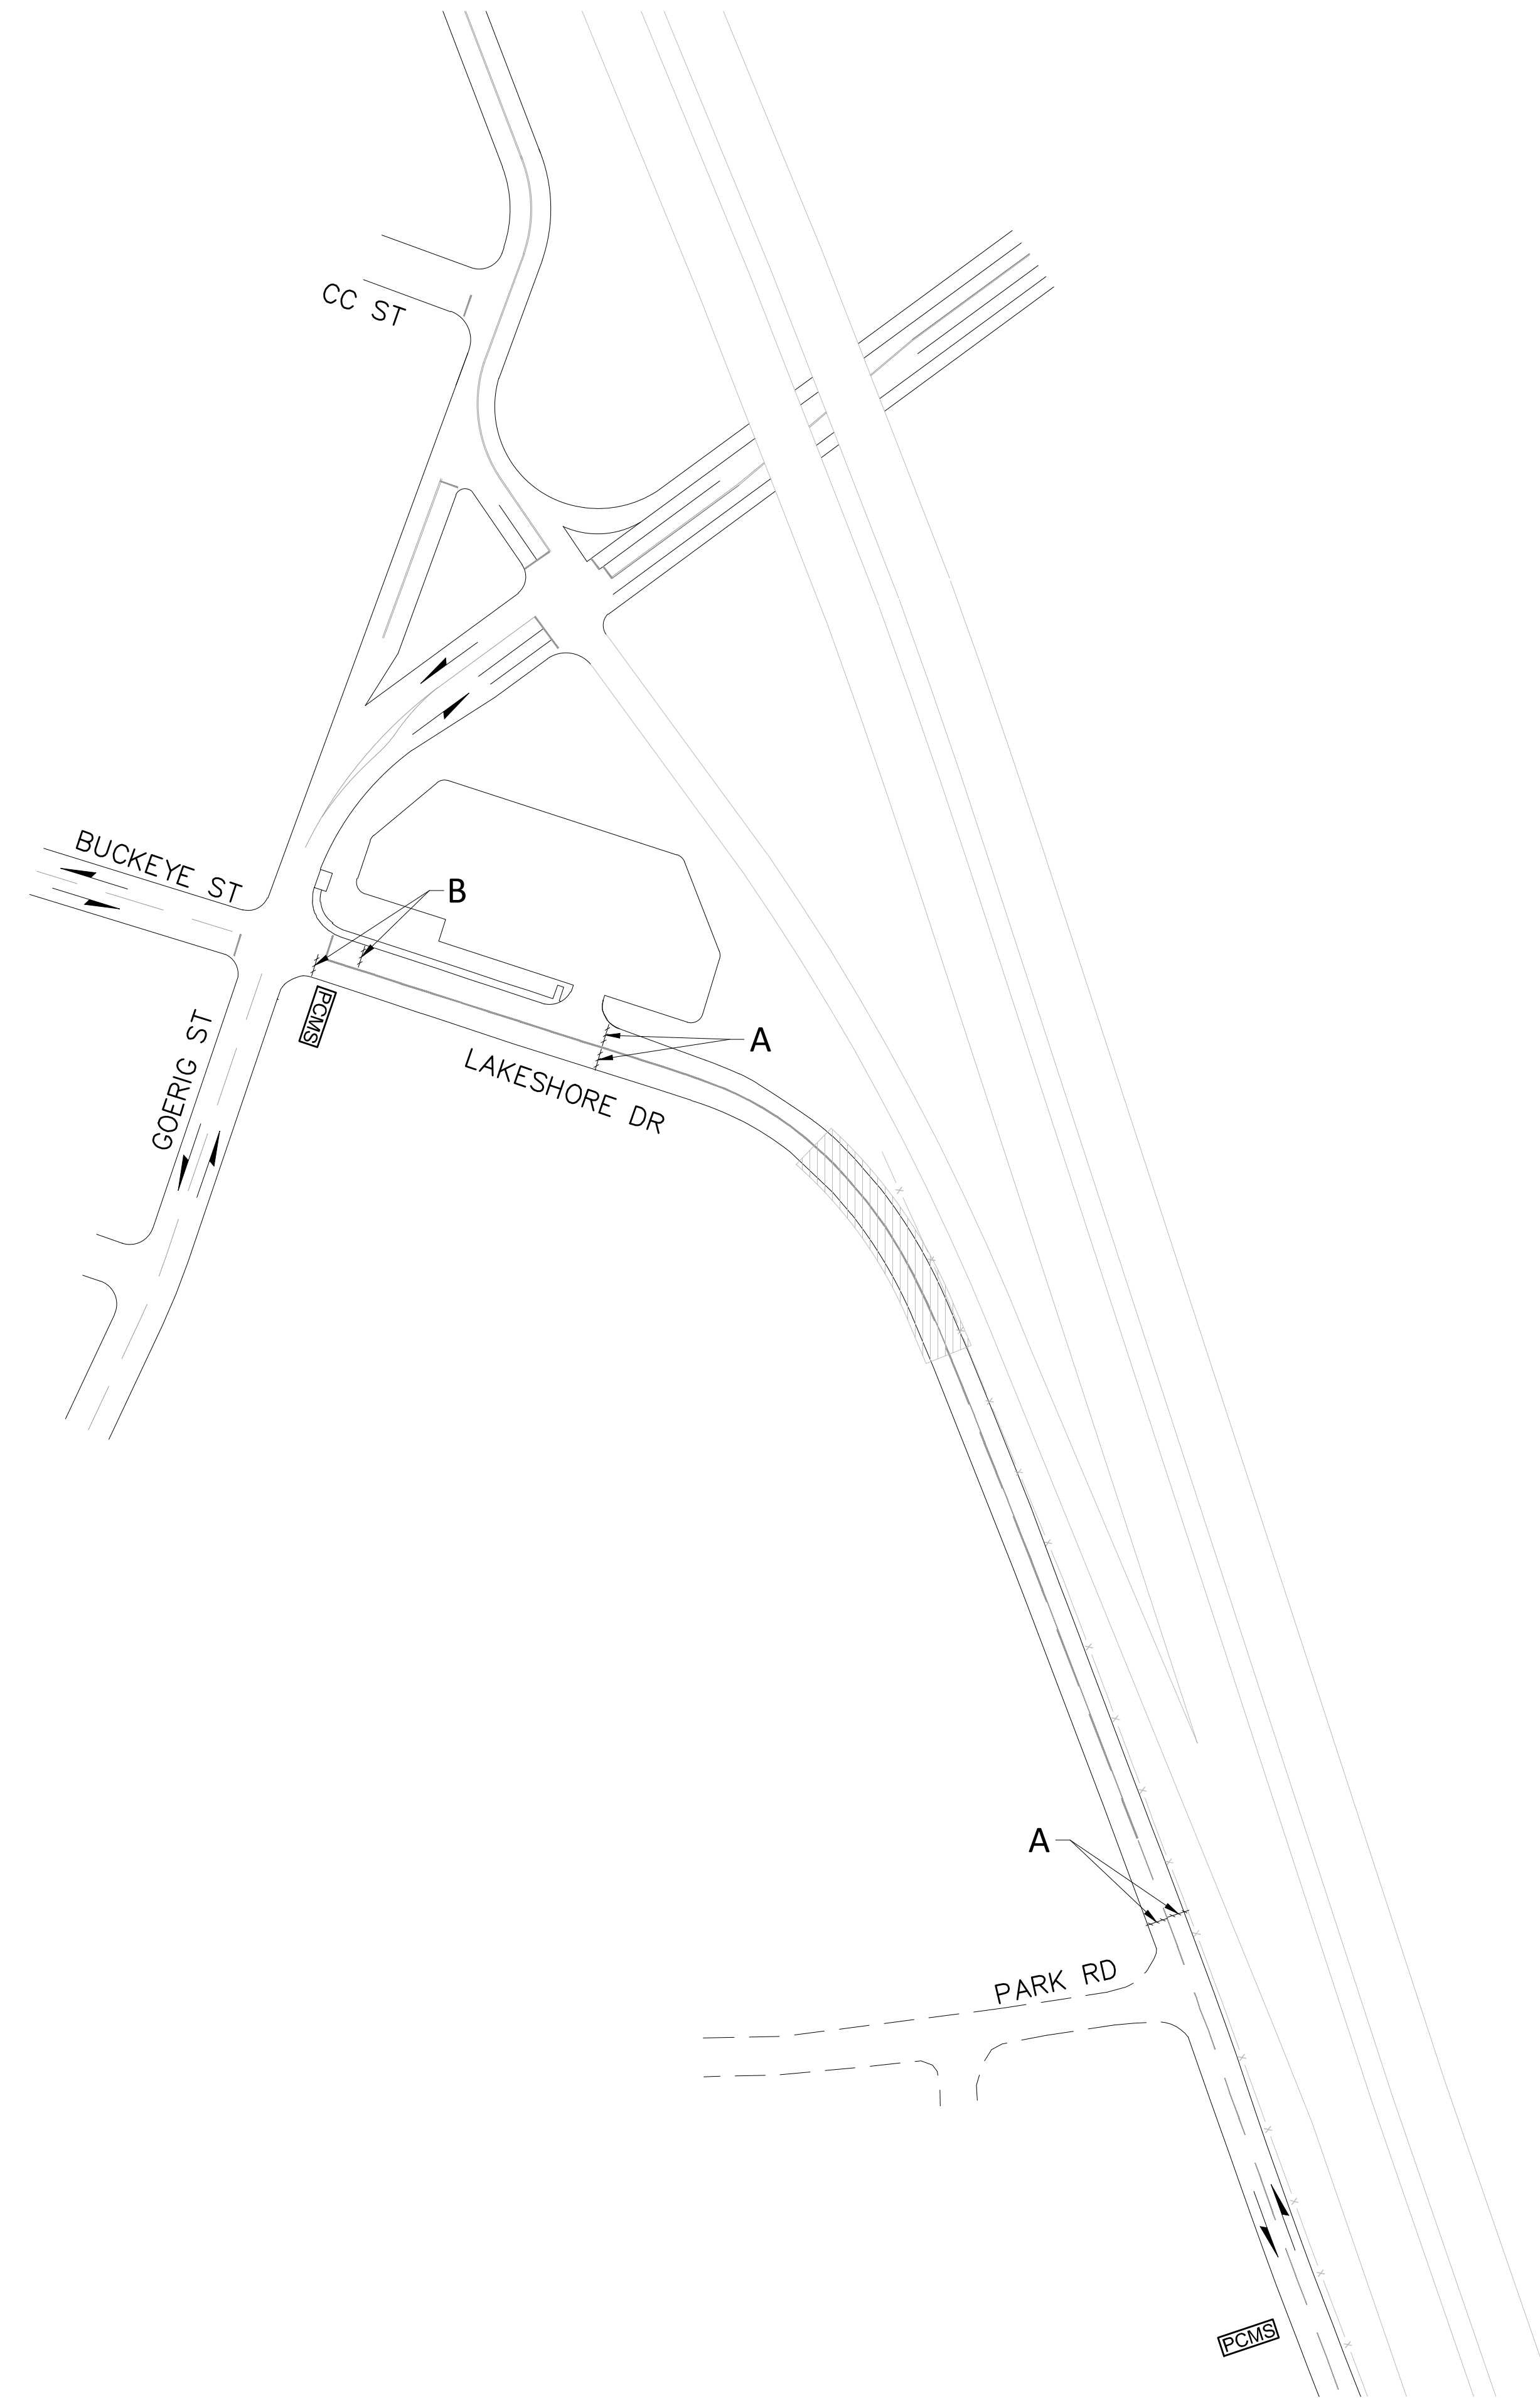 CC ST
BUCKEYE ST
B
PCMS
GOERIG ST
A
LAKESHORE DR
A
PARK RD
PCMS